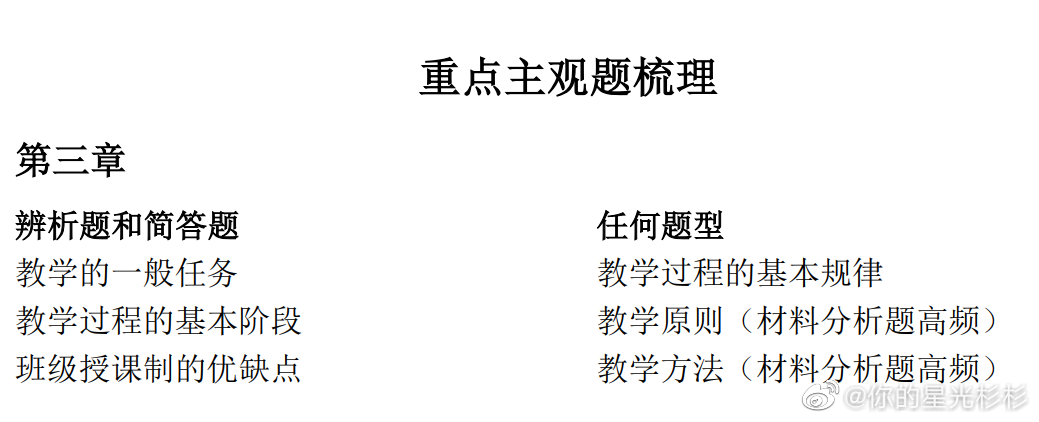 重点主观题梳理
第三章
辨析题和简答题
教学的一般任务
教学过程的基本阶段
班级授课制的优缺点
任何题型
教学过程的基本规律
教学原则（材料分析题高频）
教学方法（材料分析题高频）
@你的星光杉杉